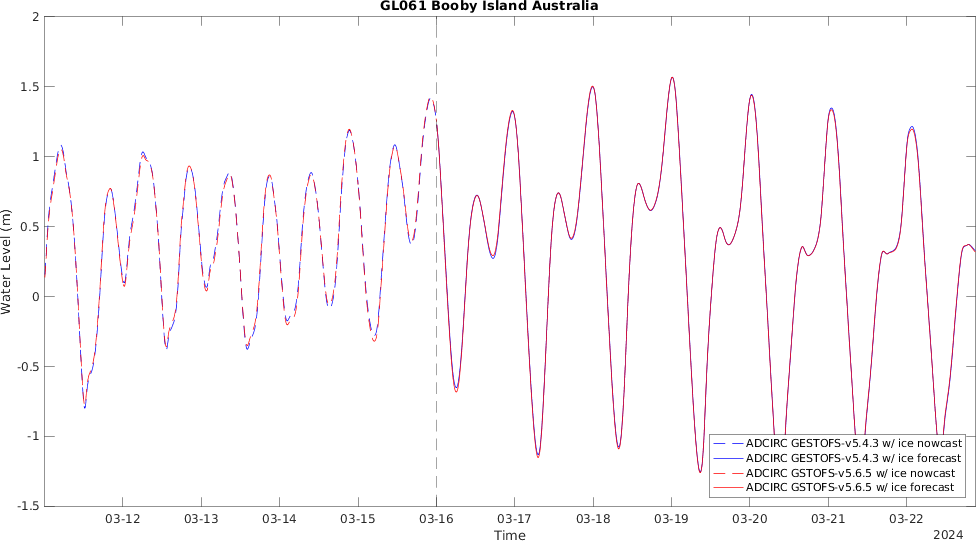 GL061 Booby Island Australia
2
1.5
1
0.5
0
-0.5
-1
-1.5
Water Level (m)
ADCIRC GESTOFS-v5.4.3 w/ ice nowcast
ADCIRC GESTOFS-v5.4.3 w/ ice forecast
ADCIRC GSTOFS-v5.6.5 w/ ice nowcast
ADCIRC GSTOFS-v5.6.5 w/ ice forecast
03-12 03-13 03-14 03-15 03-16 03-17 03-18 03-19 03-20 03-21 03-22
Time
2024